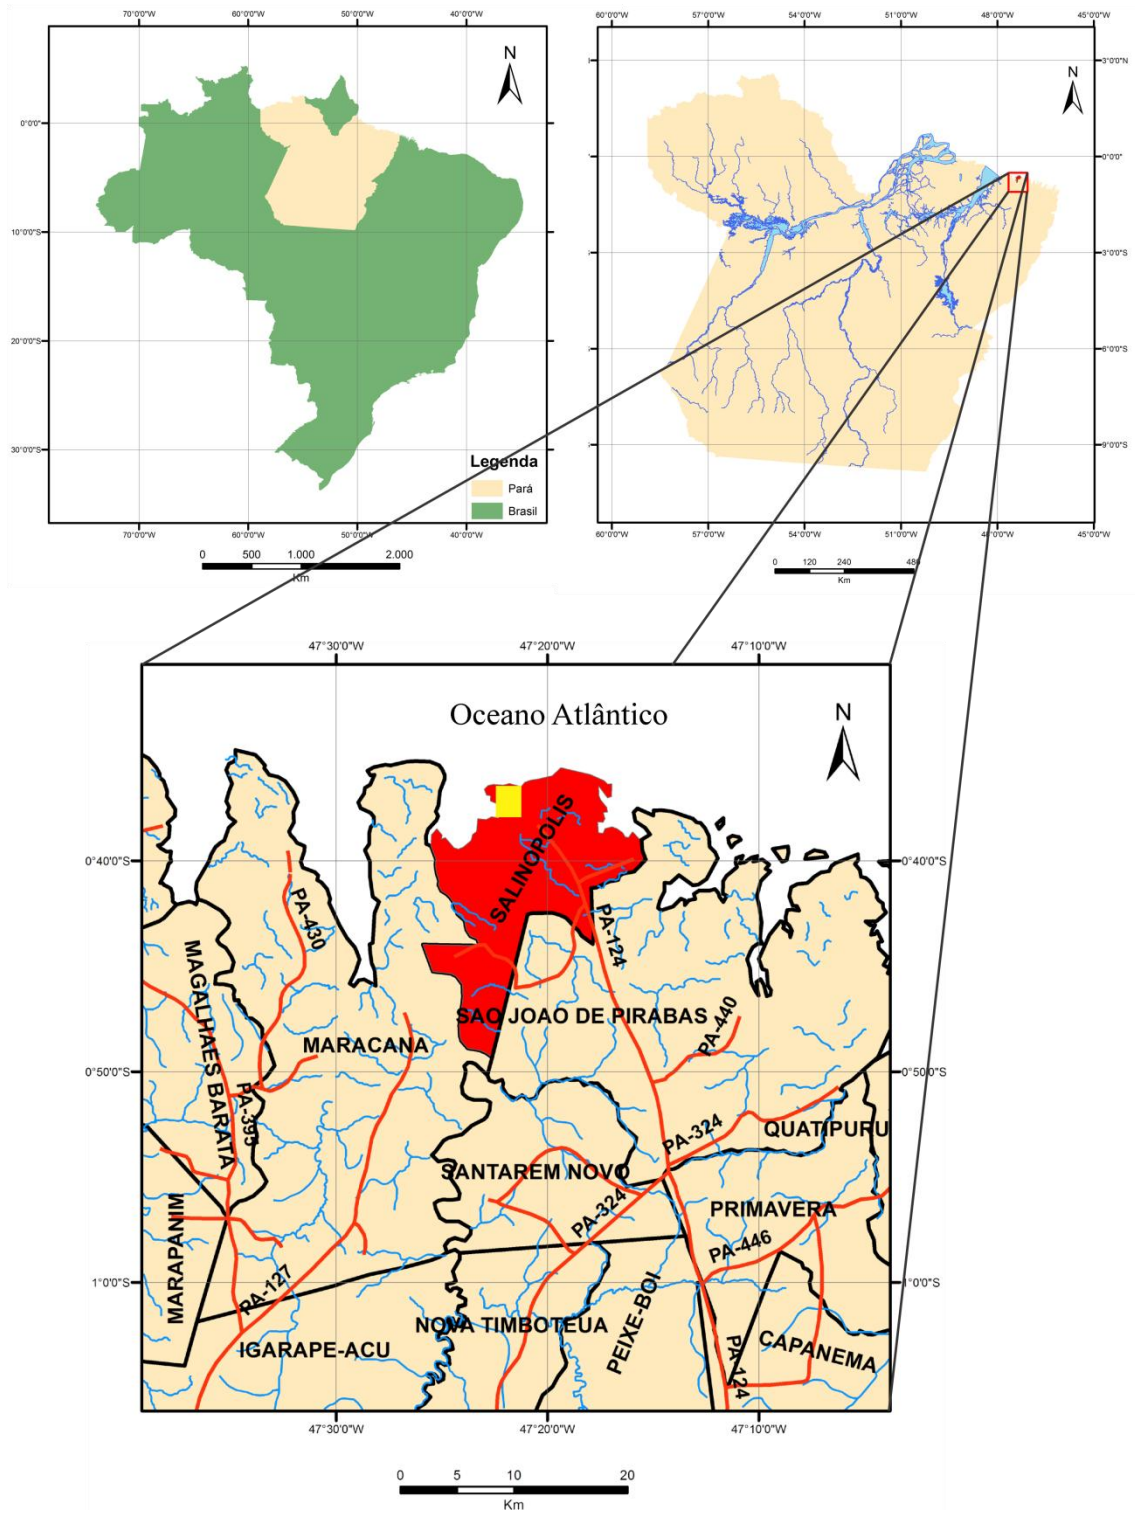 70°0'0"W 60°0'0"W 50°0'0"W 40°0'0"W
N
0°0'0"
10°0'0"S
20°0'0"S
30°0'0"S
Legenda
Pará
Brasil
70°0'0"W 60°0'0"W 50°0'0"W 40°0'0"W
0 500 1.000 2.000
Km
60°0'0"W 54°0'0"W 51°0'0"W 48°0'0"W 45°0'0"W
3°0'0"N
N
0°0'0"
3°0'0"S
6°0'0"S
9°0'0"S
60°0'0"W 57°0'0"W 54°0'0"W 51°0'0"W 48°0'0"W 45°0'0"W
0 120 240 480
Km
47°30'0"W 47°20'0"W 47°10'0"W
Oceano Atlântico
N
SALINOPOLIS
0°40'0"S 0°40'0"S
PA-430
PA-124
MAGALHAES BARATA
SAO JOAO DE PIRABAS
PA-440
MARACANA
0°50'0"S 0°50'0"S
PA-395
PA-324
QUATIPURU
SANTAREM NOVO
PA-324
PRIMAVERA
MARAPANIM
PA-446
PA-127
1°0'0"S 1°0'0"S
NOVA TIMBOTEUA
PEIXE-BOI
IGARAPE-ACU
CAPANEMA
PA-124
47°30'0"W 47°20'0"W 47°10'0"W
0 5 10 20
Km